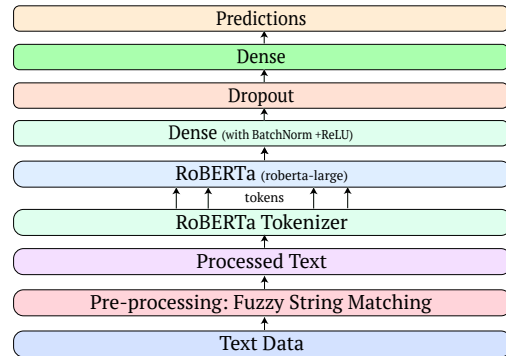 Predictions
Dense
Dropout
Dense (with BatchNorm +ReLU)
RoBERTa (roberta-large)
tokens
RoBERTa Tokenizer
Processed Text
Pre-processing: Fuzzy String Matching
Text Data